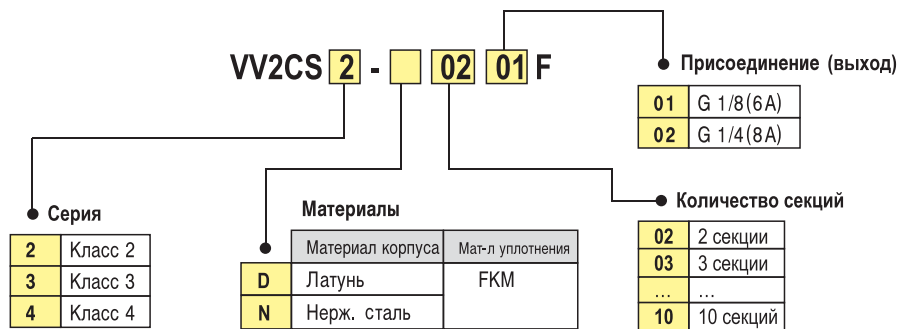 VV2CS 2 - 02 01 F
Присоединение (выход)
01 G 1/8(6A)
02 G 1/4(8A)
Серия
2 Класс 2
3 Класс 3
4 Класс 4
Материалы
Материал корпуса Мат-л уплотнения
D Латунь FKM
N Нерж. сталь
Количество секций
02 2 секции
03 3 секции
... ...
10 10 секций